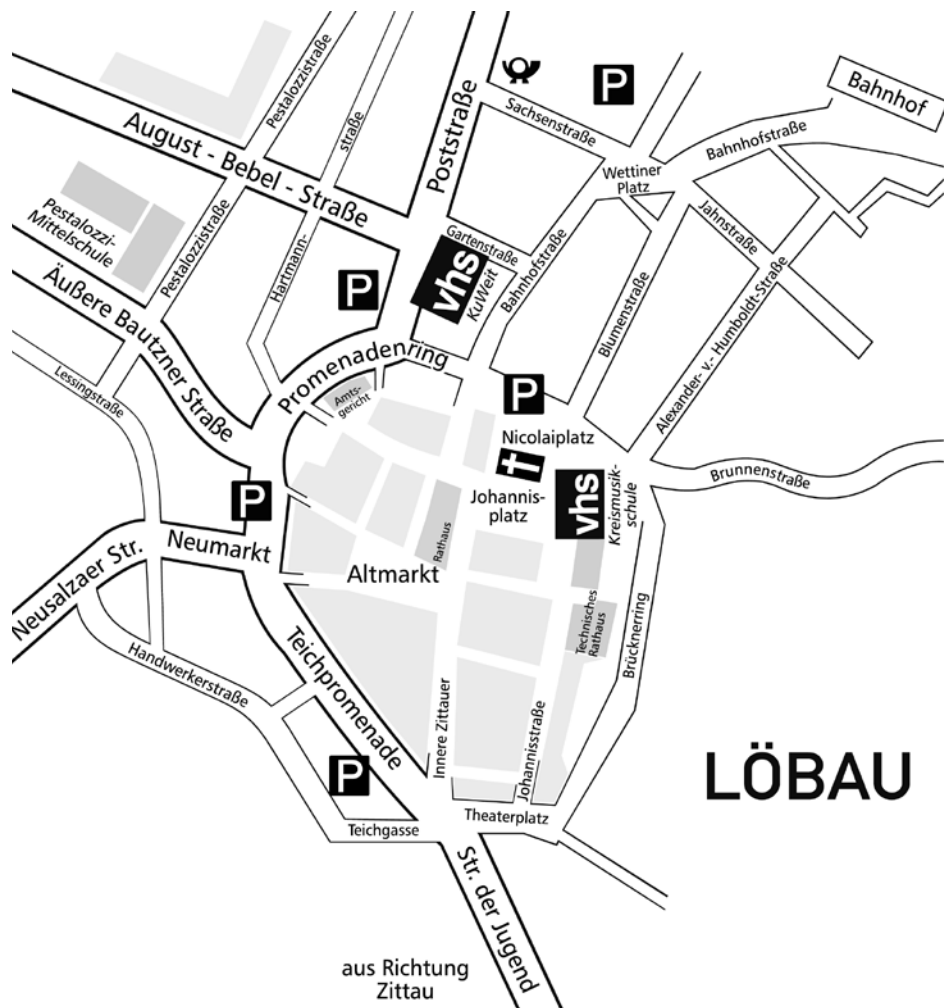 Pestalozzistraße
straße
Poststraße
P
Sachsenstraße
Bahnhof
August - Bebel - Straße
Bahnhofstraße
Wettiner
Platz
Pestalozzi-
Mittelschule
Pestalozzistraße
Hartmann-
Gartenstraße
vhs
KuWeit
Bahnhofstraße
Jahnstraße
Blumenstraße
Alexander- v.- Humboldt-Straße
P
Äußere Bautzner Straße
Promenadenring
Lessingstraße
Amts-
gericht
P
Nicolaiplatz
Johannis-
platz
vhs
Kreismusik-
schule
Brunnenstraße
P
Rathaus
Neumarkt
Altmarkt
Neusalzaer Str.
Technisches
Rathaus
Brücknerring
Handwerkerstraße
Teichpromenade
Innere Zittauer
Johannisstraße
P
LÖBAU
Theaterplatz
Teichgasse
Str. der Jugend
aus Richtung
Zittau